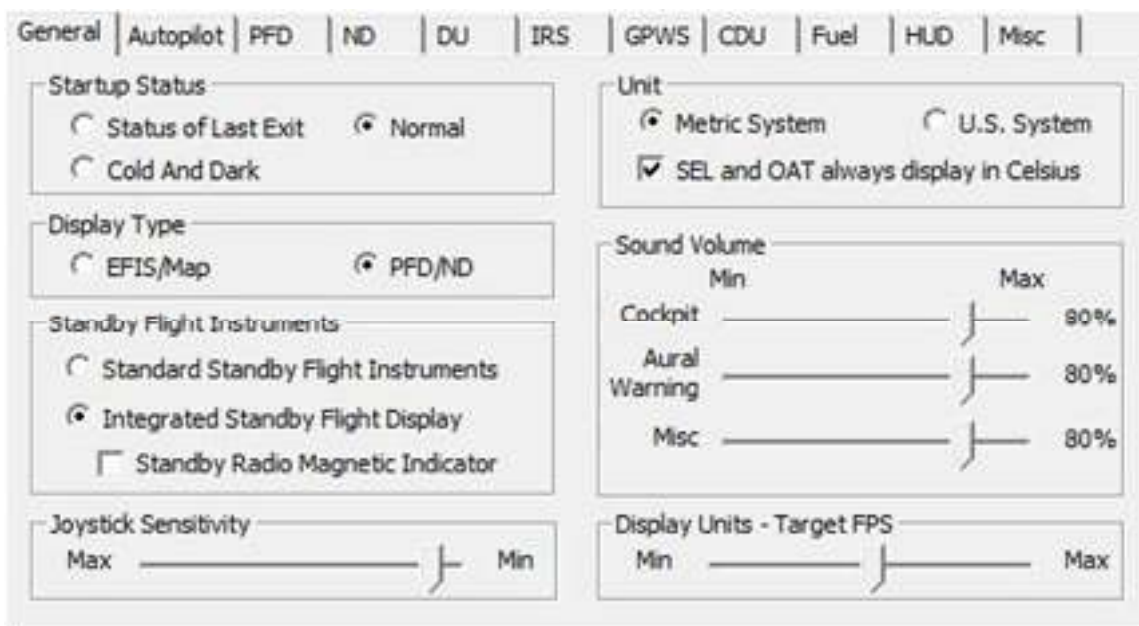 General Autopilot PFD ND DU IRS GPWS CDU Fuel HUD Misc
Startup Status
Status of Last Exit Normal
Cold And Dark
Display Type
EFIS/Map PFD/ND
Standby Flight Instruments
Standard Standby Flight Instruments
Integrated Standby Flight Display
Standby Radio Magnetic Indicator
Joystick Sensitivity
Max Min
Unit
Metric System U.S. System
SEL and OAT always display in Celsius
Sound Volume
Min Max
Cockpit 80%
Aural
Warning 80%
Misc 80%
Display Units - Target FPS
Min Max